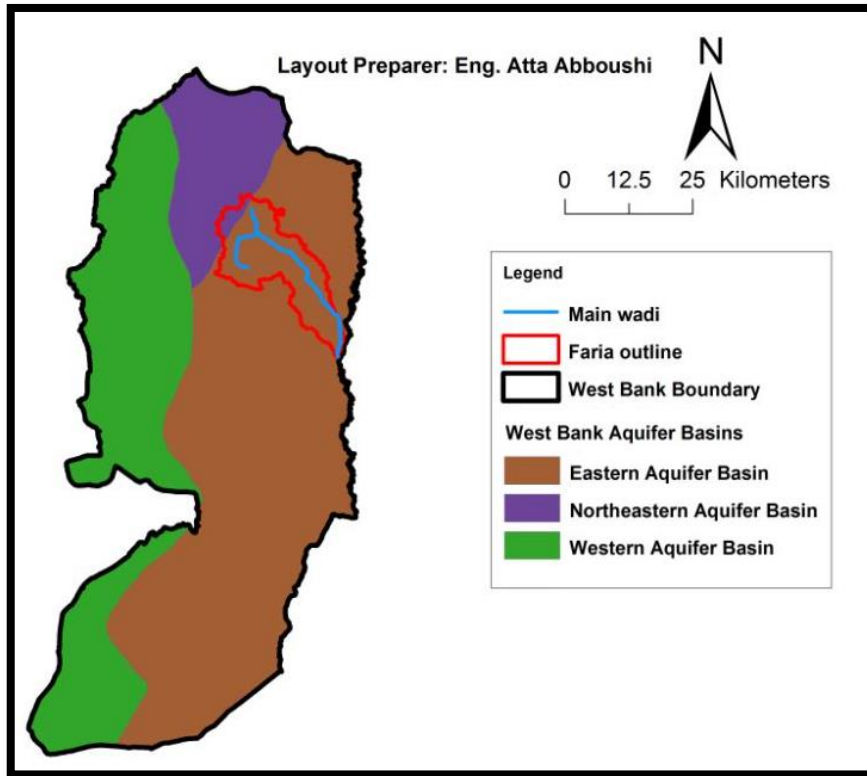 Layout Preparer: Eng. Atta Abboushi
N
0 12.5 25 Kilometers
Legend
Main wadi
Faria outline
West Bank Boundary
West Bank Aquifer Basins
Eastern Aquifer Basin
Northeastern Aquifer Basin
Western Aquifer Basin